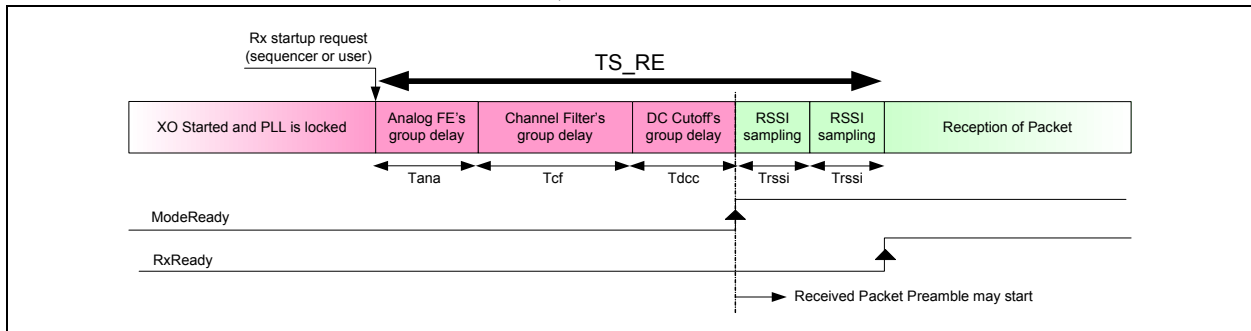 Rx startup request
(sequencer or user)
TS_RE
XO Started and PLL is locked
Analog FE's
group delay
Channel Filter's
group delay
DC Cutoff's
group delay
RSSI
sampling
RSSI
sampling
Reception of Packet
Tana
Tcf
Tdcc
Trssi
Trssi
ModeReady
RxReady
Received Packet Preamble may start